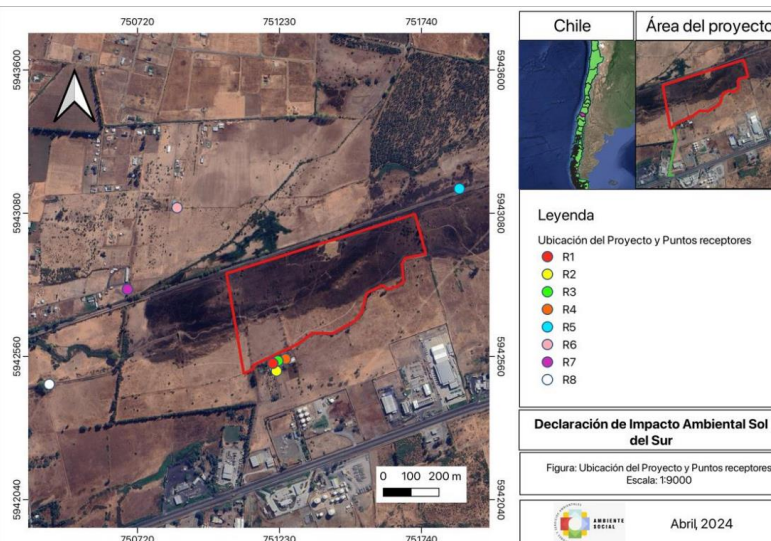 750720 751230 751740
5943600 5943600
5943080 5943080
5942560 5942560
5942040 5942040
0 100 200 m
750720 751230 751740
Chile
Área del proyecto
Leyenda
Ubicación del Proyecto y Puntos receptores
R1
R2
R3
R4
R5
R6
R7
R8
Declaración de Impacto Ambiental Sol
del Sur
Figura: Ubicación del Proyecto y Puntos receptores
Escala: 1:9000
AMBIENTE
SOCIAL
Abril, 2024